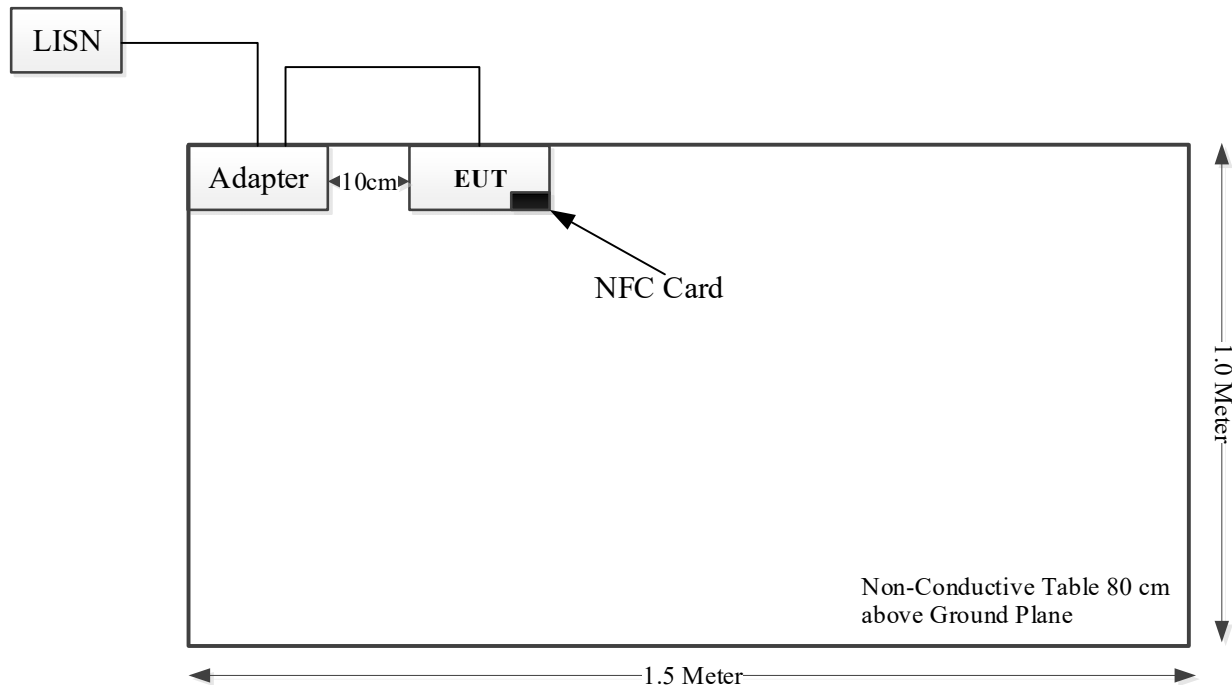 LISN
Adapter
10cm
EUT
NFC Card
1.0 Meter
Non-Conductive Table 80 cm
above Ground Plane
1.5 Meter